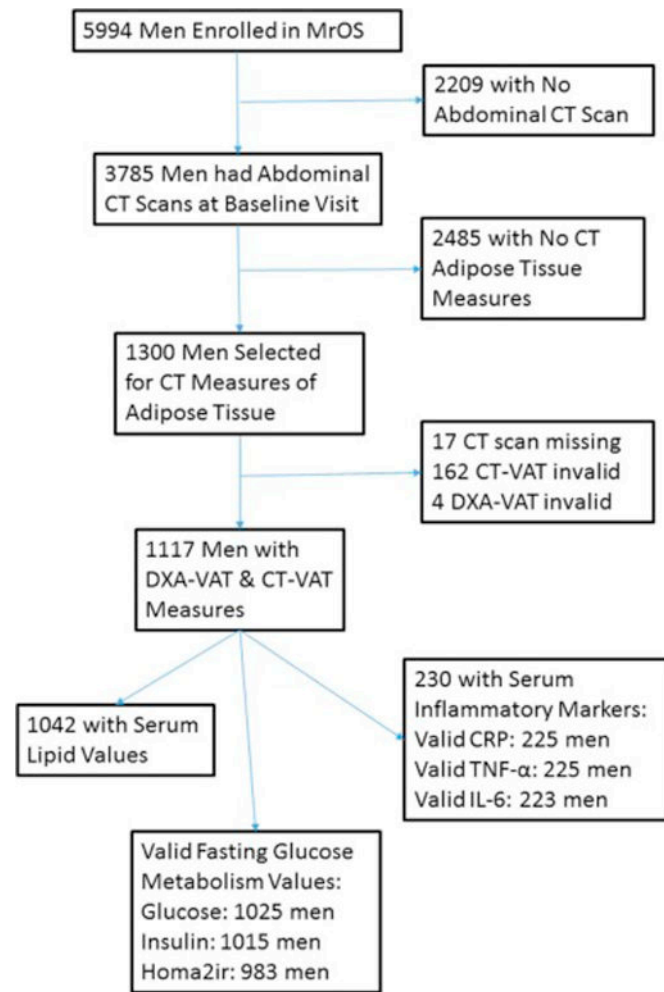 5994 Men Enrolled in MrOS
2209 with No
Abdominal CT Scan
3785 Men had Abdominal
CT Scans at Baseline Visit
2485 with No CT
Adipose Tissue
Measures
1300 Men Selected
for CT Measures of
Adipose Tissue
17 CT scan missing
162 CT-VAT invalid
4 DXA-VAT invalid
1117 Men with
DXA-VAT & CT-VAT
Measures
1042 with Serum
Lipid Values
230 with Serum
Inflammatory Markers:
Valid CRP: 225 men
Valid TNF-α: 225 men
Valid IL-6: 223 men
Valid Fasting Glucose
Metabolism Values:
Glucose: 1025 men
Insulin: 1015 men
Homa2ir: 983 men